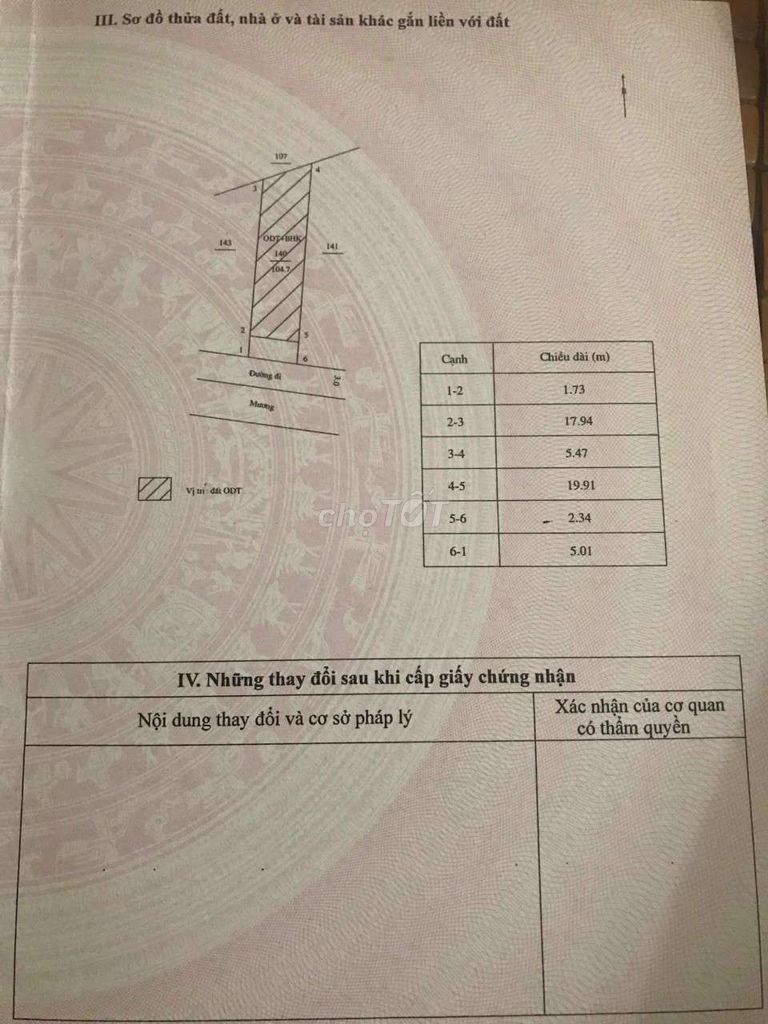 III. Sơ đồ thửa đất, nhà ở và tài sản khác gắn liền với đất
107
3
4
143
ODT+BHK
141
140
104.7
2
5
1
6
Đường đi
3.0
Mương
Vị trí : đất ODT
Cạnh Chiều dài (m)
1-2 1.73
2-3 17.94
3-4 5.47
4-5 19.91
5-6 2.34
6-1 5.01
chợTỐT
IV. Những thay đổi sau khi cấp giấy chứng nhận
Nội dung thay đổi và cơ sở pháp lý
Xác nhận của cơ quan
có thẩm quyền